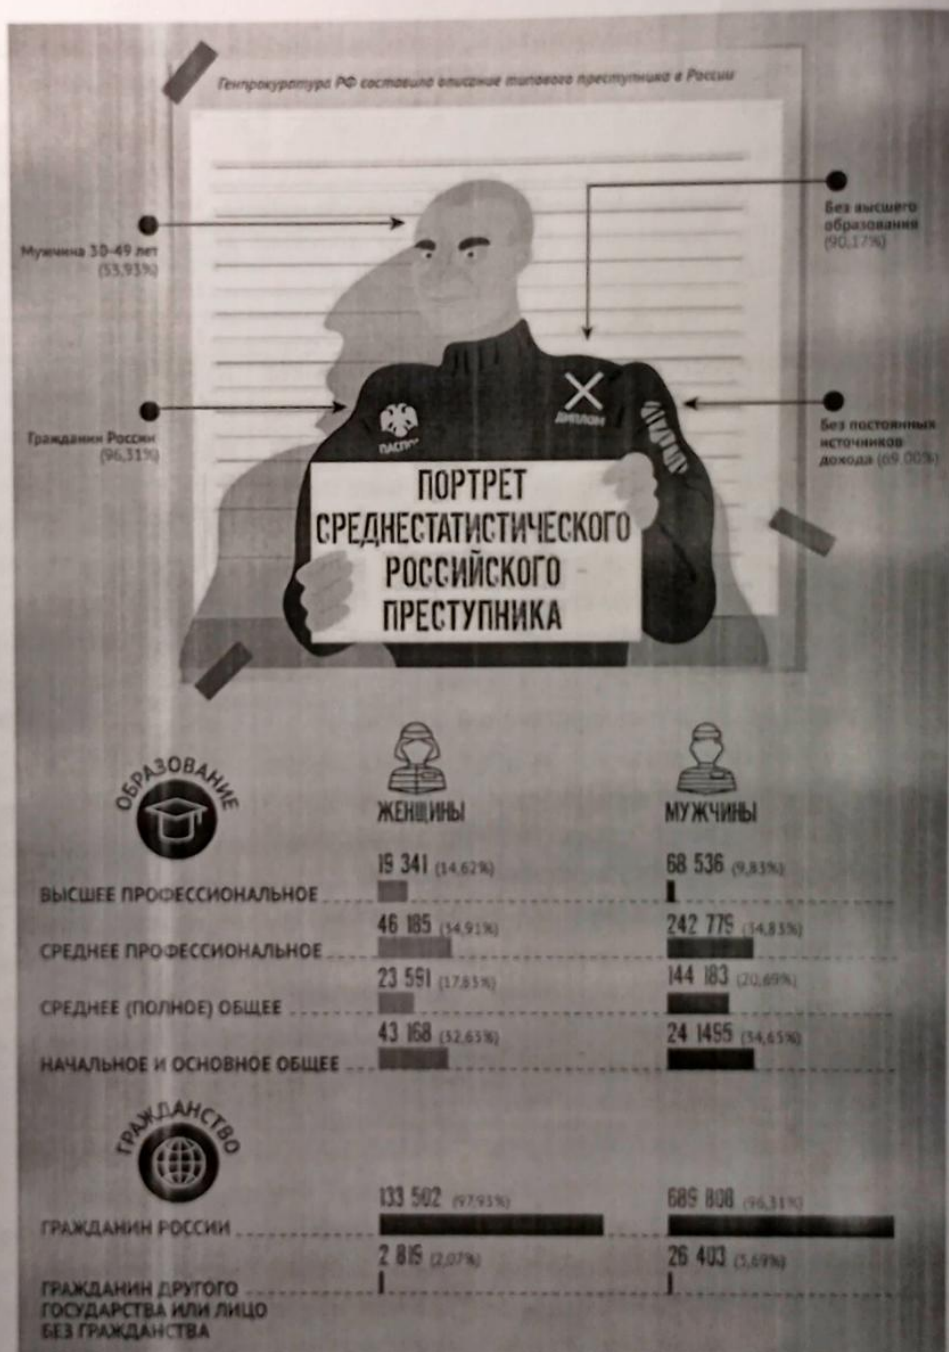 Генпрокуратура РФ составила описание типового преступника в России
Мужчина 30-49 лет
(53,93%)
Без высшего
образования
(90,17%)
Гражданин России
(96,31%)
Без постоянных
источников
дохода (69,00%)
ПАСПОРТ
ДИПЛОМ
ПОРТРЕТ
СРЕДНЕСТАТИСТИЧЕСКОГО
РОССИЙСКОГО
ПРЕСТУПНИКА
ОБРАЗОВАНИЕ
ЖЕНЩИНЫ
МУЖЧИНЫ
19 341 (14,62%)
68 536 (9,83%)
ВЫСШЕЕ ПРОФЕССИОНАЛЬНОЕ
46 185 (34,91%)
242 775 (34,83%)
СРЕДНЕЕ ПРОФЕССИОНАЛЬНОЕ
23 591 (17,83%)
144 183 (20,69%)
СРЕДНЕЕ (ПОЛНОЕ) ОБЩЕЕ
43 168 (32,63%)
24 1495 (34,65%)
НАЧАЛЬНОЕ И ОСНОВНОЕ ОБЩЕЕ
ГРАЖДАНСТВО
133 502 (97,93%)
689 808 (96,31%)
ГРАЖДАНИН РОССИИ
2 819 (2,07%)
26 403 (3,69%)
ГРАЖДАНИН ДРУГОГО
ГОСУДАРСТВА ИЛИ ЛИЦО
БЕЗ ГРАЖДАНСТВА